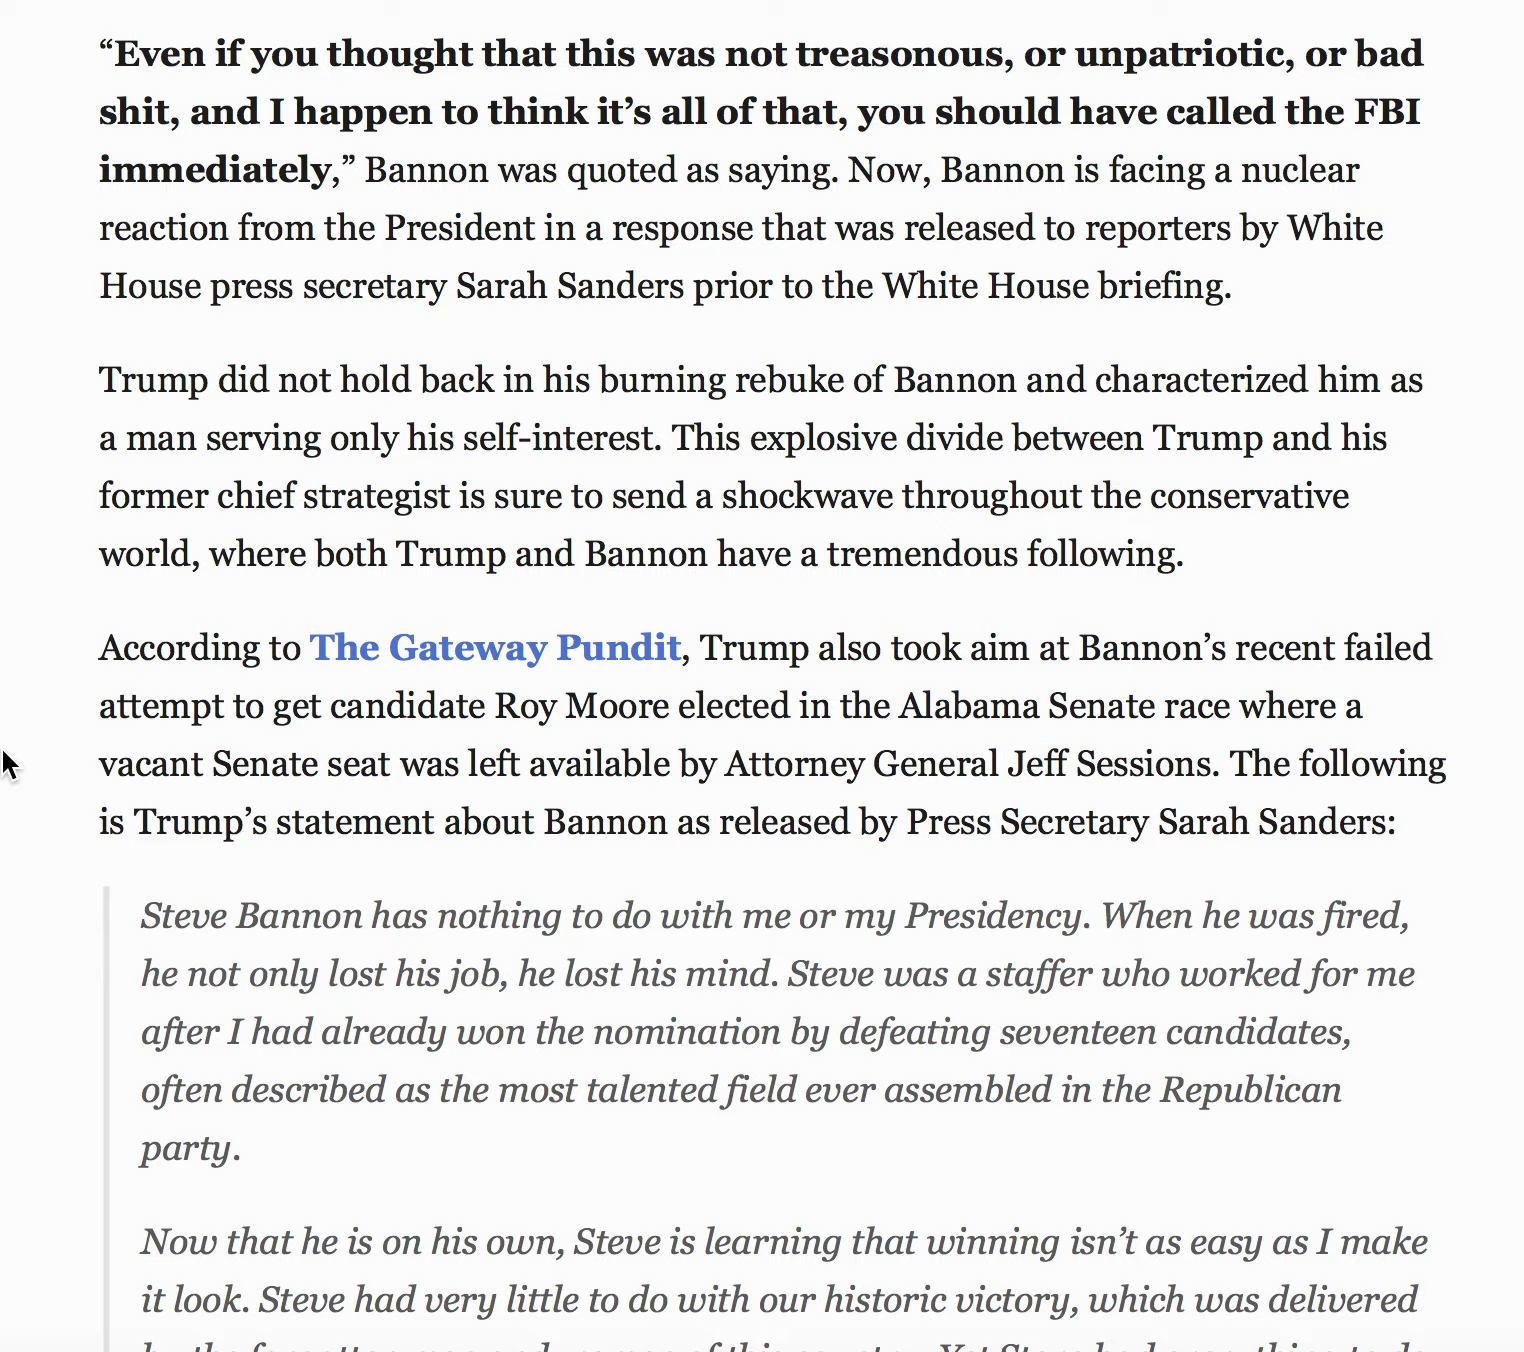 “Even if you thought that this was not treasonous, or unpatriotic, or bad
shit, and I happen to think it’s all of that, you should have called the FBI
immediately,” Bannon was quoted as saying. Now, Bannon is facing a nuclear
reaction from the President in a response that was released to reporters by White
House press secretary Sarah Sanders prior to the White House briefing.
Trump did not hold back in his burning rebuke of Bannon and characterized him as
a man serving only his self-interest. This explosive divide between Trump and his
former chief strategist is sure to send a shockwave throughout the conservative
world, where both Trump and Bannon have a tremendous following.
According to The Gateway Pundit, Trump also took aim at Bannon’s recent failed
attempt to get candidate Roy Moore elected in the Alabama Senate race where a
vacant Senate seat was left available by Attorney General Jeff Sessions. The following
is Trump’s statement about Bannon as released by Press Secretary Sarah Sanders:
Steve Bannon has nothing to do with me or my Presidency. When he was fired,
he not only lost his job, he lost his mind. Steve was a staffer who worked for me
after I had already won the nomination by defeating seventeen candidates,
often described as the most talented field ever assembled in the Republican
party.
Now that he is on his own, Steve is learning that winning isn’t as easy as I make
it look. Steve had very little to do with our historic victory, which was delivered